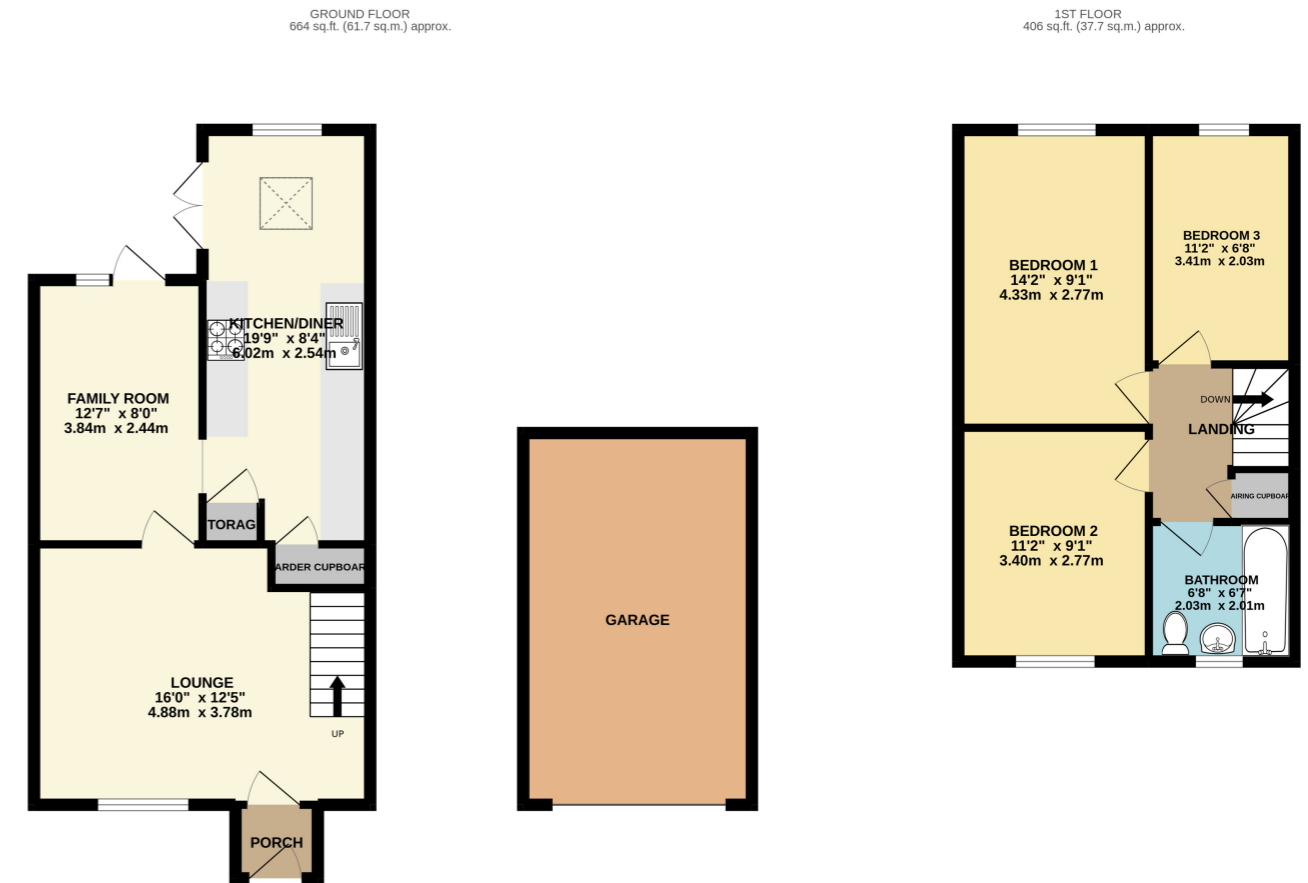 GROUND FLOOR
664 sq.ft. (61.7 sq.m.) approx.
1ST FLOOR
406 sq.ft. (37.7 sq.m.) approx.
KITCHEN/DINER
19'9" x 8'4"
6.02m x 2.54m
FAMILY ROOM
12'7" x 8'0"
3.84m x 2.44m
TORAG
ARDER CUPBOAR
LOUNGE
16'0" x 12'5"
4.88m x 3.78m
UP
PORCH
GARAGE
BEDROOM 1
14'2" x 9'1"
4.33m x 2.77m
BEDROOM 3
11'2" x 6'8"
3.41m x 2.03m
DOWN
LANDING
AIRING CUPBOAR
BEDROOM 2
11'2" x 9'1"
3.40m x 2.77m
BATHROOM
6'8" x 6'7"
2.03m x 2.01m